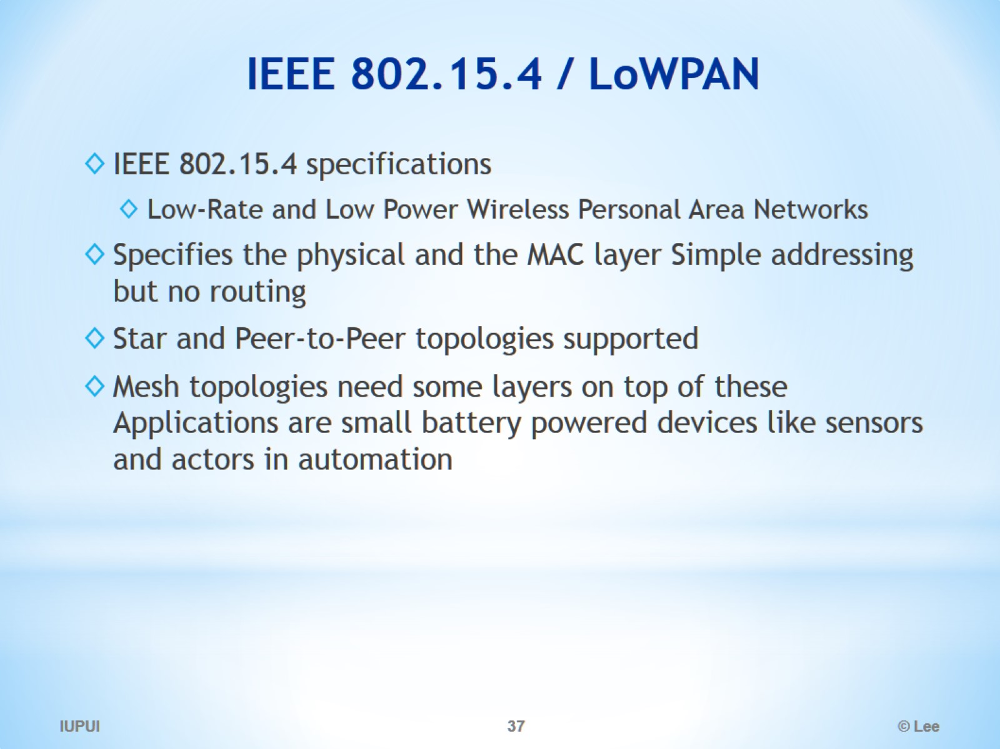 IEEE 802.15.4 / LoWPAN
IEEE 802.15.4 specifications
Low-Rate and Low Power Wireless Personal Area Networks
Specifies the physical and the MAC layer Simple addressing
but no routing
Star and Peer-to-Peer topologies supported
Mesh topologies need some layers on top of these
Applications are small battery powered devices like sensors
and actors in automation
IUPUI
37
© Lee